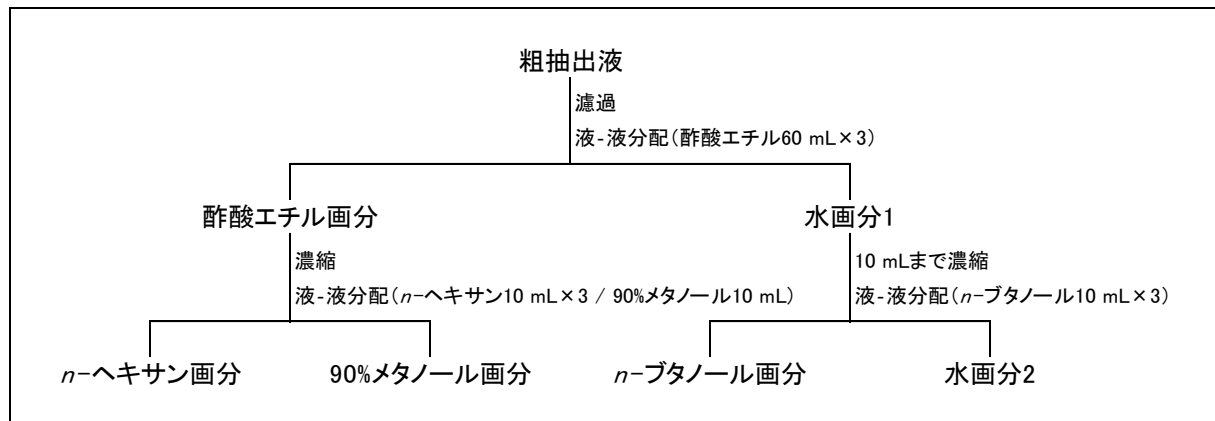 粗抽出液
濾過
液-液分配(酢酸エチル60 mL×3)
酢酸エチル画分
水画分1
濃縮
液-液分配(n-ヘキサン10 mL×3 / 90%メタノール10 mL)
10 mLまで濃縮
液-液分配(n-ブタノール10 mL×3)
n-ヘキサン画分
90%メタノール画分
n-ブタノール画分
水画分2